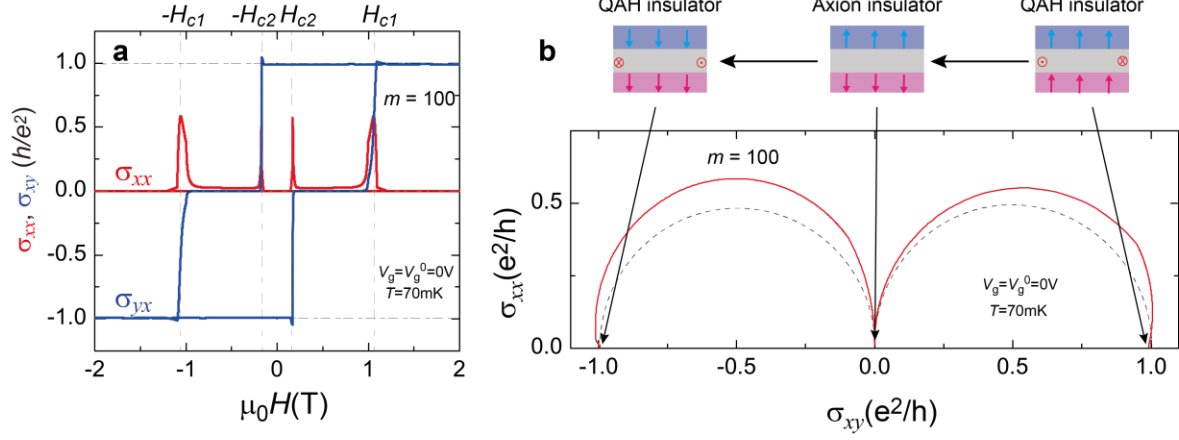 -Hc1 -Hc2 Hc2 Hc1
a
m = 100
σxx
σyx
Vg=Vg0=0V
T=70mK
σxx, σxy (h/e2)
1.0
0.5
0.0
-0.5
-1.0
-2 -1 0 1 2
μ0H(T)
b
QAH insulator Axion insulator QAH insulator
m = 100
Vg=Vg0=0V
T=70mK
σxx(e2/h)
0.5
0.0
-1.0 -0.5 0.0 0.5 1.0
σxy(e2/h)